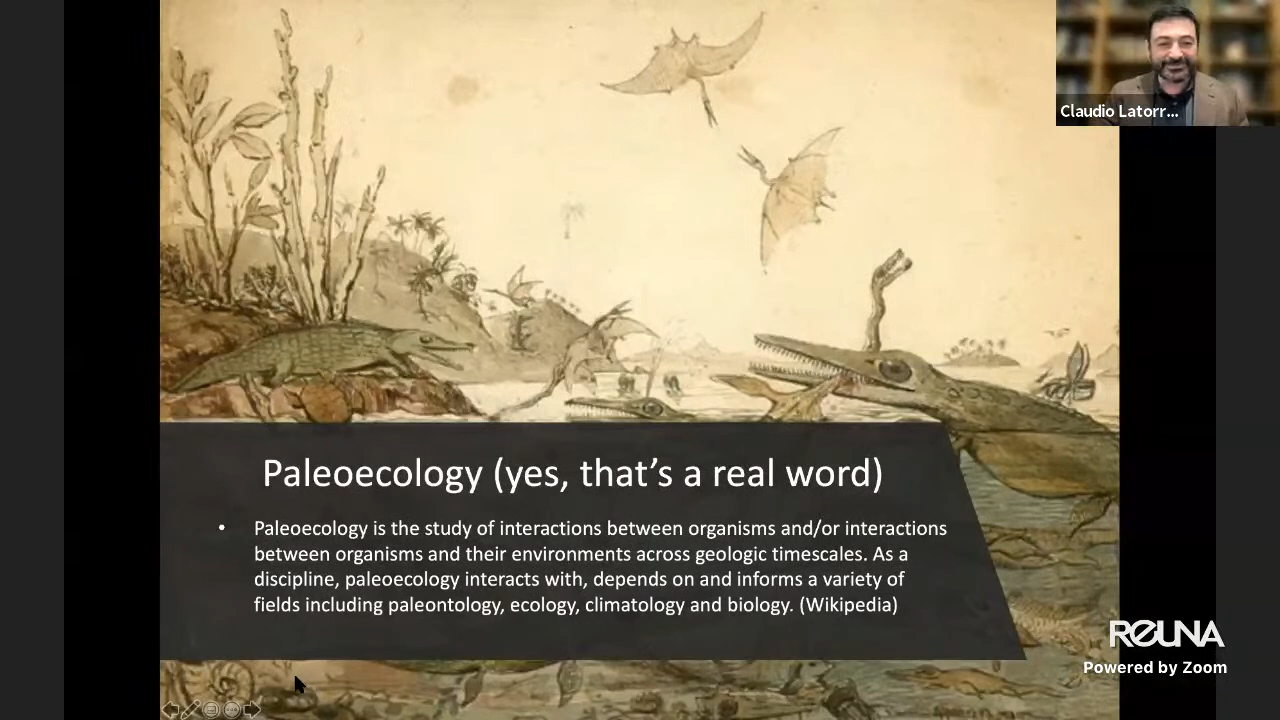 Claudio Latorr...
Paleoecology (yes, that's a real word)
• Paleoecology is the study of interactions between organisms and/or interactions
between organisms and their environments across geologic timescales. As a
discipline, paleoecology interacts with, depends on and informs a variety of
fields including paleontology, ecology, climatology and biology. (Wikipedia)
REUNA
Powered by Zoom